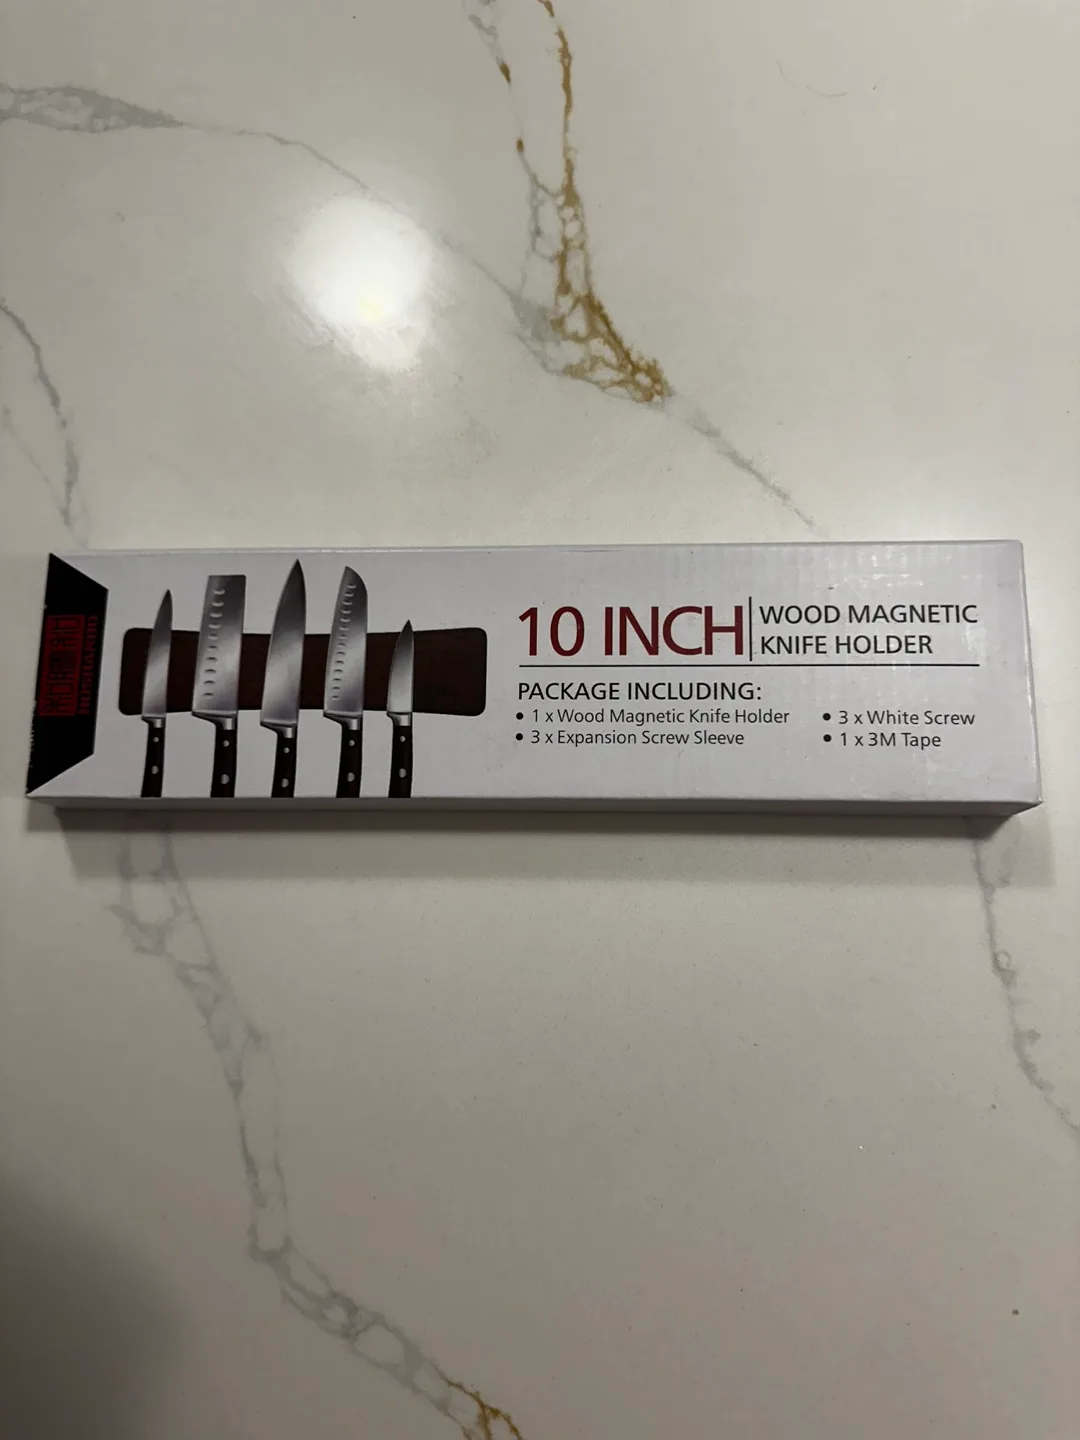 10 INCH
WOOD MAGNETIC
KNIFE HOLDER
PACKAGE INCLUDING:
• 1 x Wood Magnetic Knife Holder
• 3 x Expansion Screw Sleeve
• 3 x White Screw
• 1 x 3M Tape